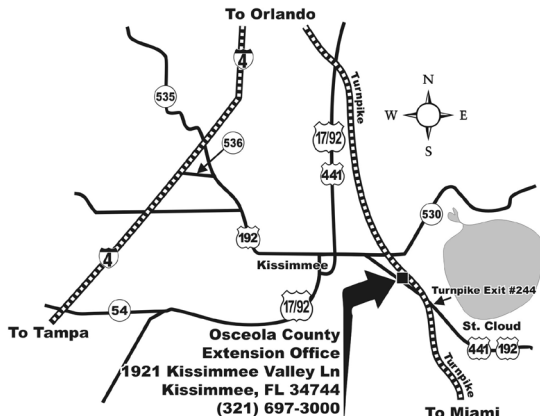 To Orlando
4
535
Turnpike
N
W E
S
536
17/92
441
530
192
Kissimmee
4
Turnpike Exit #244
54
17/92
St. Cloud
To Tampa
441 192
Osceola County
Extension Office
1921 Kissimmee Valley Ln
Kissimmee, FL 34744
(321) 697-3000
Turnpike
To Miami